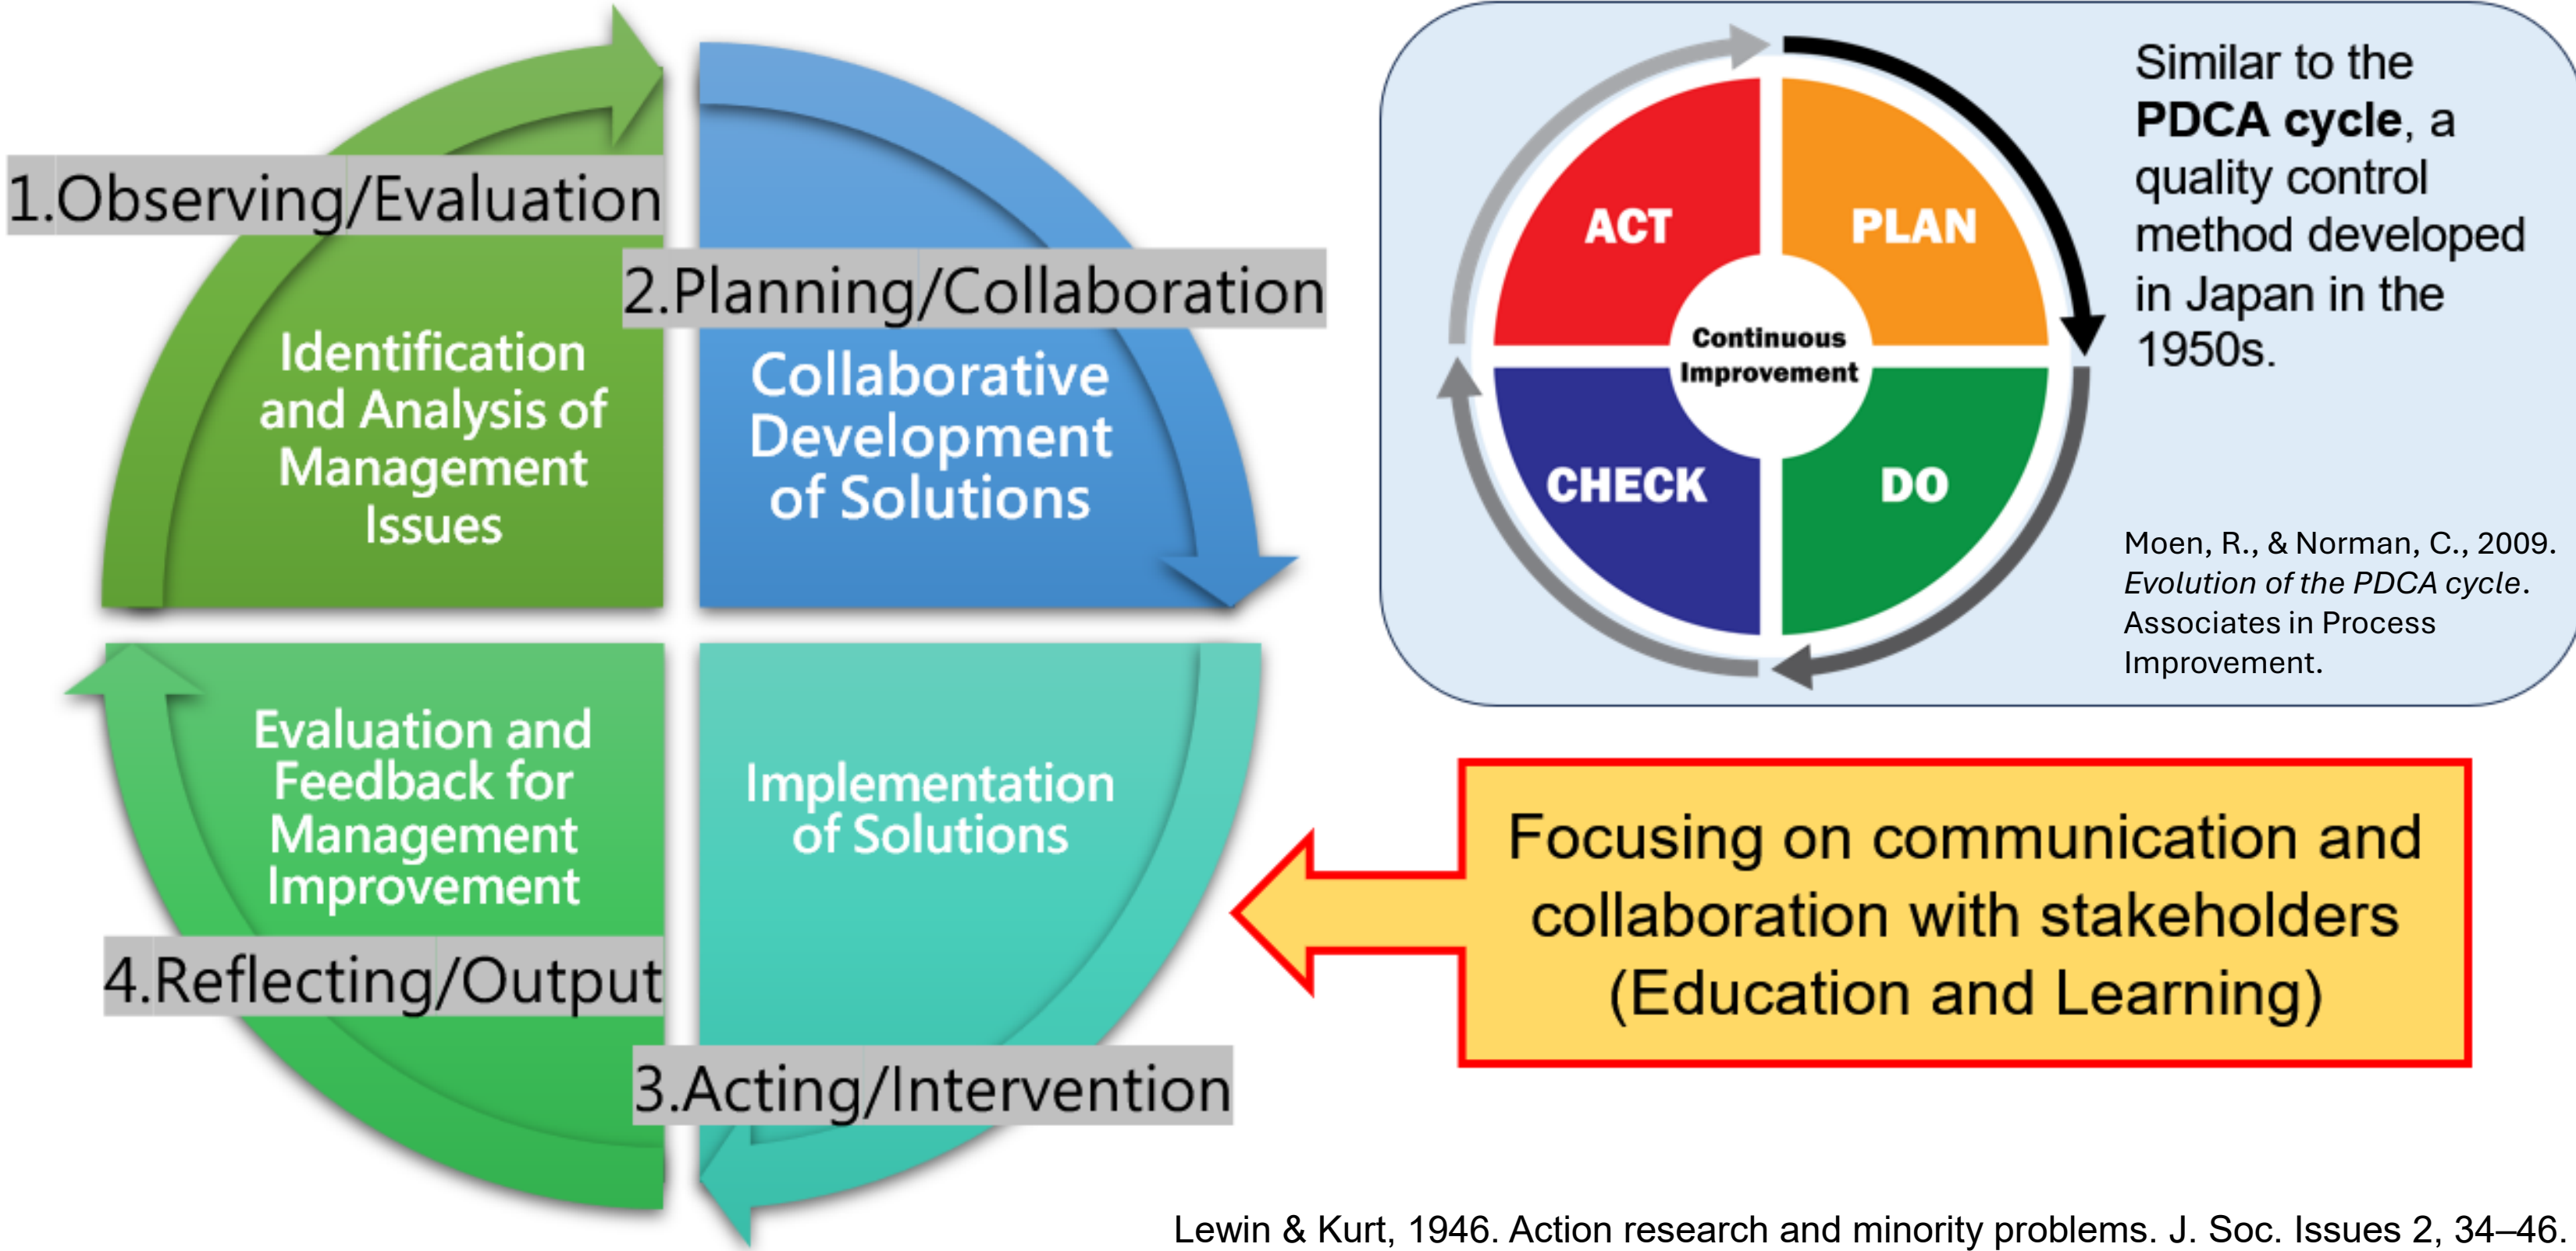 1.Observing/Evaluation
Identification
and Analysis of
Management
Issues
2.Planning/Collaboration
Collaborative
Development
of Solutions
Implementation
of Solutions
3.Acting/Intervention
Evaluation and
Feedback for
Management
Improvement
4.Reflecting/Output
ACT
PLAN
Continuous
Improvement
CHECK
DO
Similar to the
PDCA cycle, a
quality control
method developed
in Japan in the
1950s.
Moen, R., & Norman, C., 2009.
Evolution of the PDCA cycle.
Associates in Process
Improvement.
Focusing on communication and
collaboration with stakeholders
(Education and Learning)
Lewin & Kurt, 1946. Action research and minority problems. J. Soc. Issues 2, 34–46.